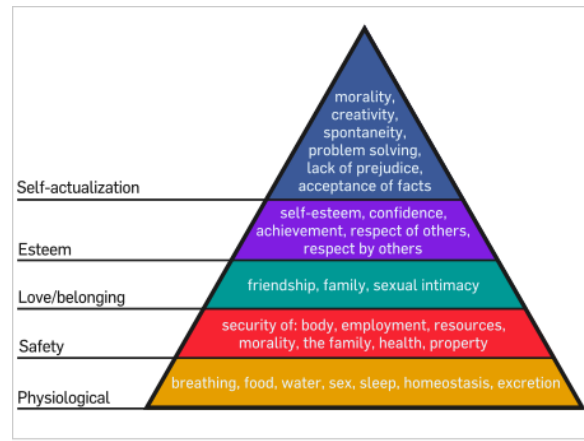 morality,
creativity,
spontaneity,
problem solving,
lack of prejudice,
acceptance of facts
Self-actualization
self-esteem, confidence,
achievement, respect of others,
respect by others
Esteem
friendship, family, sexual intimacy
Love/belonging
security of: body, employment, resources,
morality, the family, health, property
Safety
breathing, food, water, sex, sleep, homeostasis, excretion
Physiological